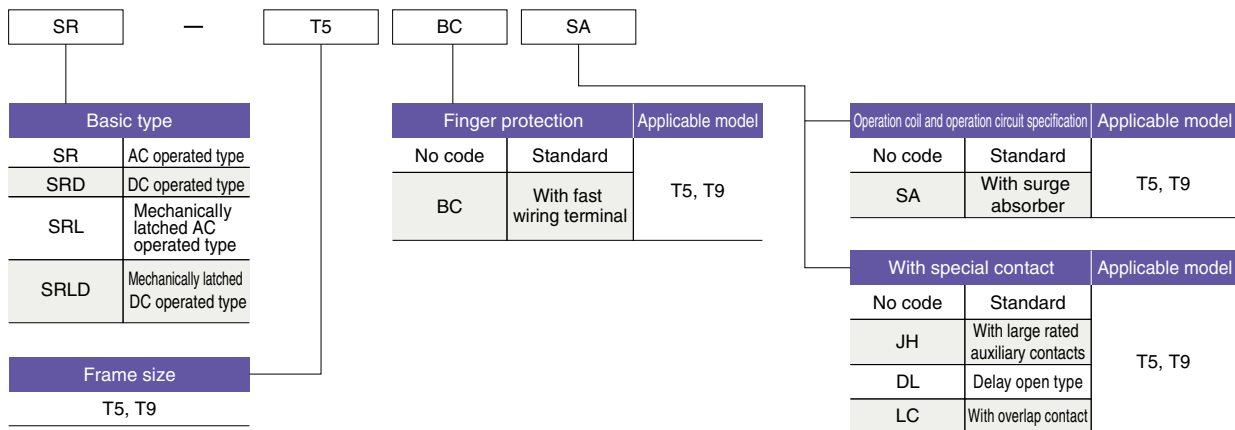 SR — T5 BC SA
Basic type
SR AC operated type
SRD DC operated type
SRL Mechanically
latched AC
operated type
SRLD Mechanically latched
DC operated type
Frame size
T5, T9
Finger protection Applicable model
No code Standard
BC With fast
wiring terminal
T5, T9
Operation coil and operation circuit specification Applicable model
No code Standard
SA With surge
absorber
T5, T9
With special contact Applicable model
No code Standard
JH With large rated
auxiliary contacts
DL Delay open type
LC With overlap contact
T5, T9